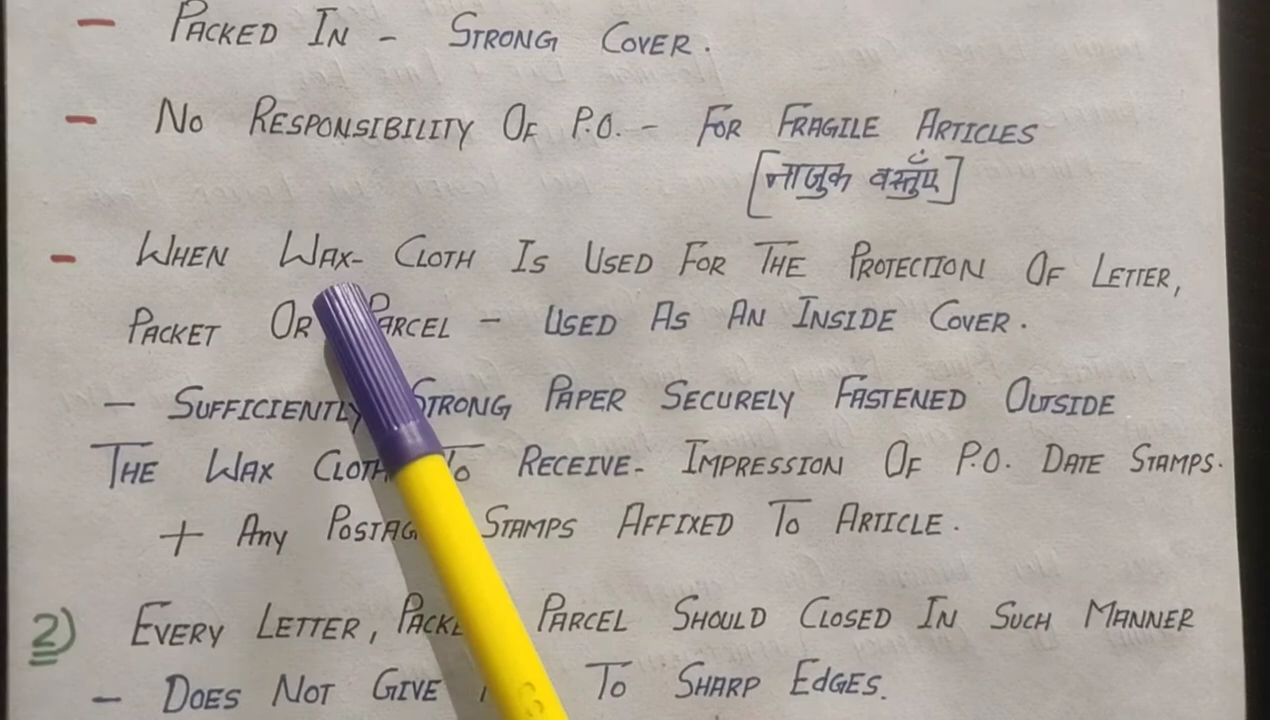 - PACKED IN - STRONG COVER.
- NO RESPONSIBILITY OF P.O. - FOR FRAGILE ARTICLES
[नाजुक वस्तुएँ]
- WHEN WAX- CLOTH IS USED FOR THE PROTECTION OF LETTER,
PACKET OR PARCEL - USED AS AN INSIDE COVER.
- SUFFICIENTLY STRONG PAPER SECURELY FASTENED OUTSIDE
THE WAX CLOTH TO RECEIVE- IMPRESSION OF P.O. DATE STAMPS.
+ ANY POSTAG STAMPS AFFIXED TO ARTICLE.
2) EVERY LETTER, PACKE PARCEL SHOULD CLOSED IN SUCH MANNER
- DOES NOT GIVE TO SHARP EDGES.